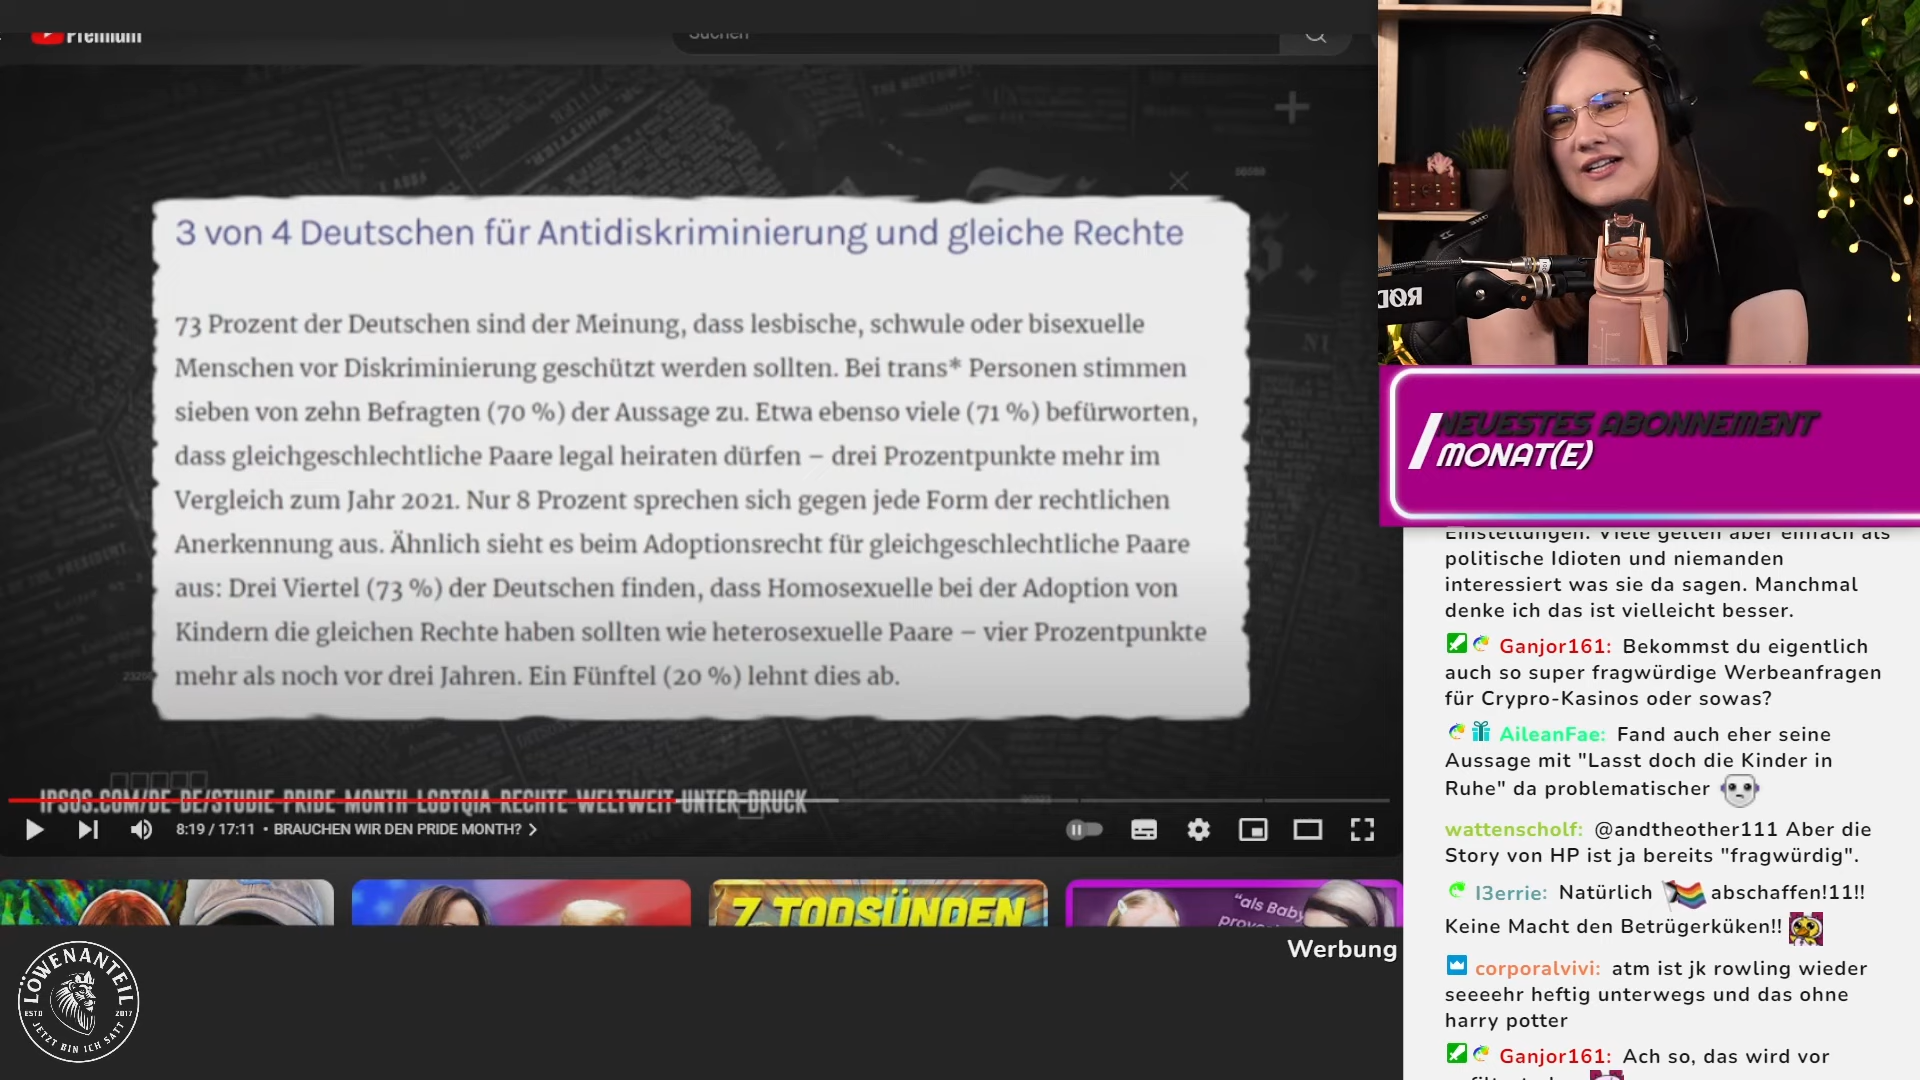 Premium
Suchen
3 von 4 Deutschen für Antidiskriminierung und gleiche Rechte
73 Prozent der Deutschen sind der Meinung, dass lesbische, schwule oder bisexuelle
Menschen vor Diskriminierung geschützt werden sollten. Bei trans* Personen stimmen
sieben von zehn Befragten (70 %) der Aussage zu. Etwa ebenso viele (71 %) befürworten,
dass gleichgeschlechtliche Paare legal heiraten dürfen – drei Prozentpunkte mehr im
Vergleich zum Jahr 2021. Nur 8 Prozent sprechen sich gegen jede Form der rechtlichen
Anerkennung aus. Ähnlich sieht es beim Adoptionsrecht für gleichgeschlechtliche Paare
aus: Drei Viertel (73 %) der Deutschen finden, dass Homosexuelle bei der Adoption von
Kindern die gleichen Rechte haben sollten wie heterosexuelle Paare – vier Prozentpunkte
mehr als noch vor drei Jahren. Ein Fünftel (20 %) lehnt dies ab.
IPSOS.COM/DE-DE/STUDIE-PRIDE-MONTH-LGBTQIA-RECHTE-WELTWEIT-UNTER-DRUCK
8:19 / 17:11 • BRAUCHEN WIR DEN PRIDE MONTH?
7 TODSÜNDEN
"als Baby
Werbung
LÖWENANTEIL
ESTD 2017
JETZT BIN ICH SATT
RØDE
NEUESTES ABONNEMENT
MONAT(E)
Einstellungen. Viele gelten aber einfach als
politische Idioten und niemanden
interessiert was sie da sagen. Manchmal
denke ich das ist vielleicht besser.
Ganjor161: Bekommst du eigentlich
auch so super fragwürdige Werbeanfragen
für Crypro-Kasinos oder sowas?
AileanFae: Fand auch eher seine
Aussage mit "Lasst doch die Kinder in
Ruhe" da problematischer
wattenscholf: @andtheother111 Aber die
Story von HP ist ja bereits "fragwürdig".
l3errie: Natürlich abschaffen!11!!
Keine Macht den Betrügerküken!!
corporalvivi: atm ist jk rowling wieder
seeeehr heftig unterwegs und das ohne
harry potter
Ganjor161: Ach so, das wird vor